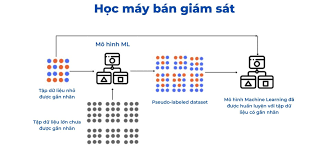 Học máy bán giám sát
Mô hình ML
Tập dữ liệu nhỏ
được gắn nhãn
Pseudo-labeled dataset
Mô hình Machine Learning đã
được huấn luyện với tập dữ
liệu có gắn nhãn
Tập dữ liệu lớn chưa
được gắn nhãn